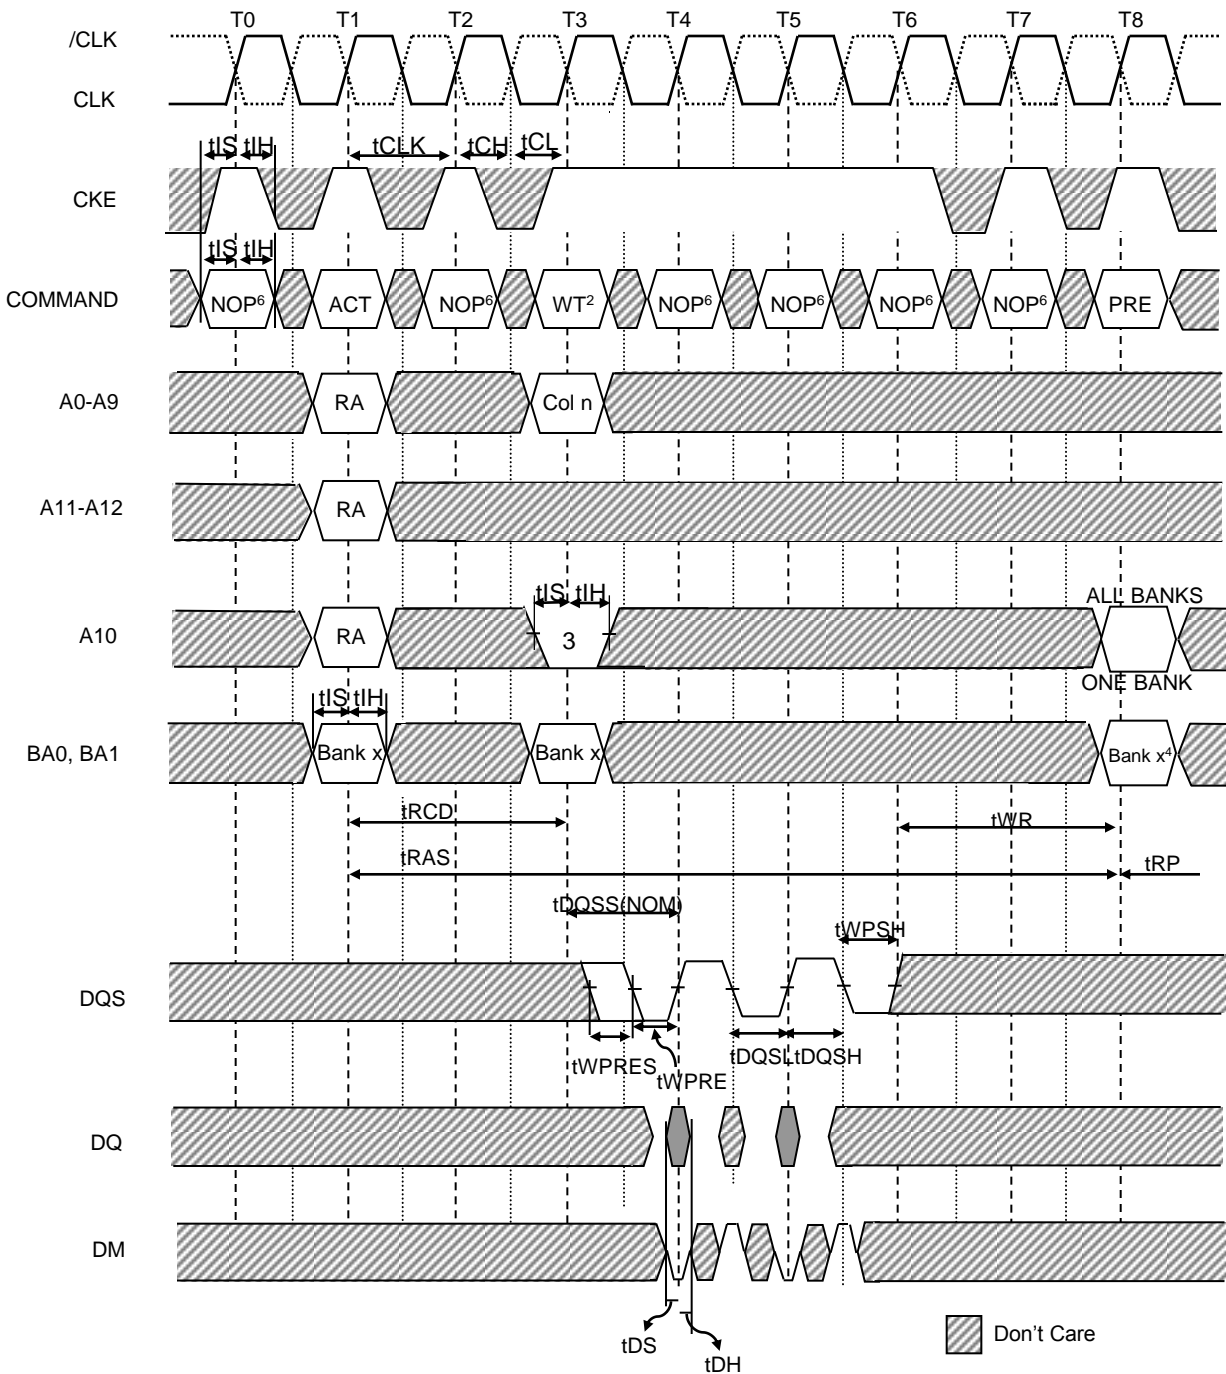 T0 T1 T2 T3 T4 T5 T6 T7 T8
/CLK
CLK
tIS tIH tCLK tCH tCL
CKE
tIS tIH
COMMAND NOP⁶ ACT NOP⁶ WT² NOP⁶ NOP⁶ NOP⁶ NOP⁶ PRE
A0-A9 RA Col n
A11-A12 RA
tIS tIH ALL BANKS
A10 RA 3
ONE BANK
tIS tIH
BA0, BA1 Bank x Bank x Bank x⁴
tRCD tWR
tRAS tRP
tDQSS(NOM)
tWPSH
DQS
tWPRES tWPRE tDQSL tDQSH
DQ
DM
tDS tDH
Don't Care